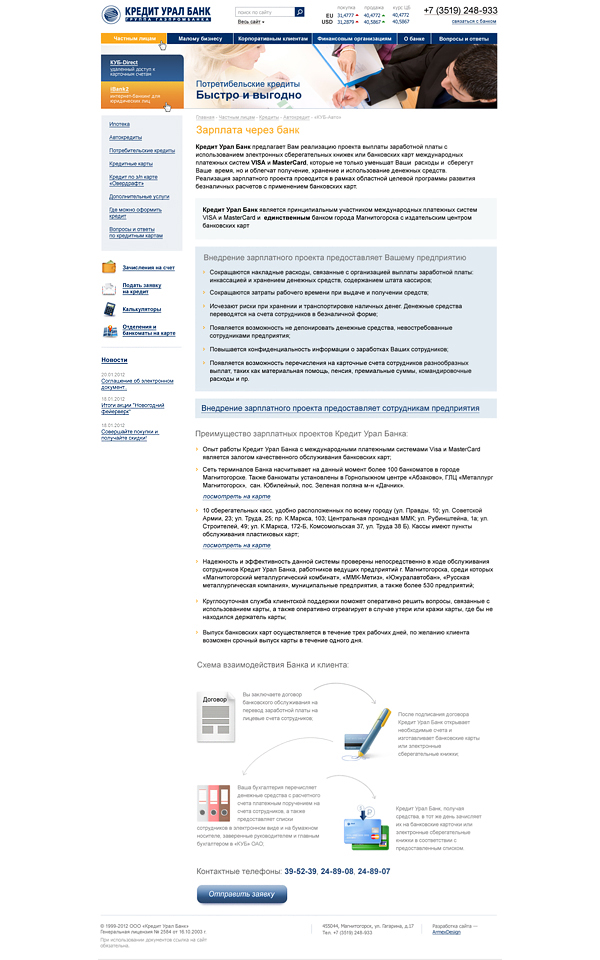 КРЕДИТ УРАЛ БАНК
ГРУППА ГАЗПРОМБАНКА
поиск по сайту
Весь сайт
покупка продажа курс ЦБ
EU 31,4777 40,4772 40,4772
USD 31,2879 40,5867 40,5867
+7 (3519) 248-933
связаться с банком
Частным лицам
Малому бизнесу
Корпоративным клиентам
Финансовым организациям
О банке
Вопросы и ответы
КУБ-Direct
удаленный доступ к
карточным счетам
iBank2
интернет-банкинг для
юридических лиц
Потребительские кредиты
Быстро и выгодно
Ипотека
Автокредиты
Потребительские кредиты
Кредитные карты
Кредит по з/п карте
«Овердрафт»
Дополнительные услуги
Где можно оформить
кредит
Вопросы и ответы
по кредитным картам
Зачисления на счет
Подать заявку
на кредит
Калькуляторы
Отделения и
банкоматы на карте
Новости
20.01.2012
Соглашение об электронном
документ..
18.01.2012
Итоги акции "Новогодний
фейерверк"
18.01.2012
Совершайте покупки и
получайте скидки!
Главная - Частным лицам - Кредиты - Автокредит - «КУБ-Авто»
Зарплата через банк
Кредит Урал Банк предлагает Вам реализацию проекта выплаты заработной платы с
использованием электронных сберегательных книжек или банковских карт международных
платежных систем VISA и MasterCard, которые не только уменьшат Ваши расходы и сберегут
Ваше время, но и облегчат получение, хранение и использование денежных средств.
Реализация зарплатного проекта проводится в рамках областной целевой программы развития
безналичных расчетов с применением банковских карт.
Кредит Урал Банк является принципиальным участником международных платежных систем
VISA и MasterCard и единственным банком города Магнитогорска с издательским центром
банковских карт
Внедрение зарплатного проекта предоставляет Вашему предприятию
Сокращаются накладные расходы, связанные с организацией выплаты заработной платы:
инкассацией и хранением денежных средств, содержанием штата кассиров;
Сокращаются затраты рабочего времени при выдаче и получении средств;
Исчезают риски при хранении и транспортировке наличных денег. Денежные средства
переводятся на счета сотрудников в безналичной форме;
Появляется возможность не депонировать денежные средства, невостребованные
сотрудниками предприятия;
Повышается конфиденциальность информации о заработках Ваших сотрудников;
Появляется возможность перечисления на карточные счета сотрудников разнообразных
выплат, таких как материальная помощь, пенсия, премиальные суммы, командировочные
расходы и пр.
Внедрение зарплатного проекта предоставляет сотрудникам предприятия
Преимущество зарплатных проектов Кредит Урал Банка:
Опыт работы Кредит Урал Банка с международными платежными системами Visa и MasterCard
является залогом качественного обслуживания банковских карт;
Сеть терминалов Банка насчитывает на данный момент более 100 банкоматов в городе
Магнитогорске. Также банкоматы установлены в Горнолыжном центре «Абзаково», ГЛЦ «Металлург
Магнитогорск», сан. Юбилейный, пос. Зеленая поляна м-н «Дачник».
посмотреть на карте
10 сберегательных касс, удобно расположенных по всему городу (ул. Правды, 10; ул. Советской
Армии, 23; ул. Труда, 25; пр. К.Маркса, 103; Центральная проходная ММК; ул. Рубинштейна, 1а; ул.
Строителей, 49; ул. К.Маркса, 172-Б, Комсомольская 37, ул. Труда 38 Б). Кассы имеют пункты
обслуживания пластиковых карт;
посмотреть на карте
Надежность и эффективность данной системы проверены непосредственно в ходе обслуживания
сотрудников Кредит Урал Банка, работников ведущих предприятий г. Магнитогорска, среди которых
«Магнитогорский металлургический комбинат», «ММК-Метиз», «Южуралавтобан», «Русская
металлургическая компания», муниципальные предприятия, а также более 530 предприятий;
Круглосуточная служба клиентской поддержки поможет оперативно решить вопросы, связанные с
использованием карты, а также оперативно отреагирует в случае утери или кражи карты, где бы не
находился держатель карты;
Выпуск банковских карт осуществляется в течение трех рабочих дней, по желанию клиента
возможен срочный выпуск карты в течение одного дня.
Схема взаимодействия Банка и клиента:
Договор
Вы заключаете договор
банковского обслуживания на
перевод заработной платы на
лицевые счета сотрудников;
После подписания договора
Кредит Урал Банк открывает
необходимые счета и
изготавливает банковские карты
или электронные
сберегательные книжки;
Ваша бухгалтерия перечисляет
денежные средства с расчетного
счета платежным поручением на
счета сотрудников, а также
предоставляет списки
сотрудников в электронном виде и на бумажном
носителе, заверенные руководителем и главным
бухгалтером в «КУБ» ОАО;
Кредит Урал Банк, получая
средства, в тот же день зачисляет
их на банковские карточки или
электронные сберегательные
книжки в соответствии с
предоставленным списком.
Контактные телефоны: 39-52-39, 24-89-08, 24-89-07
Отправить заявку
© 1999-2012 ООО «Кредит Урал Банк»
Генеральная лицензия № 2584 от 16.10.2003 г.
При использовании документов ссылка на сайт
обязательна.
455044, Магнитогорск, ул. Гагарина, д.17
Тел. +7 (3519) 248-933
Разработка сайта —
ArmexDesign